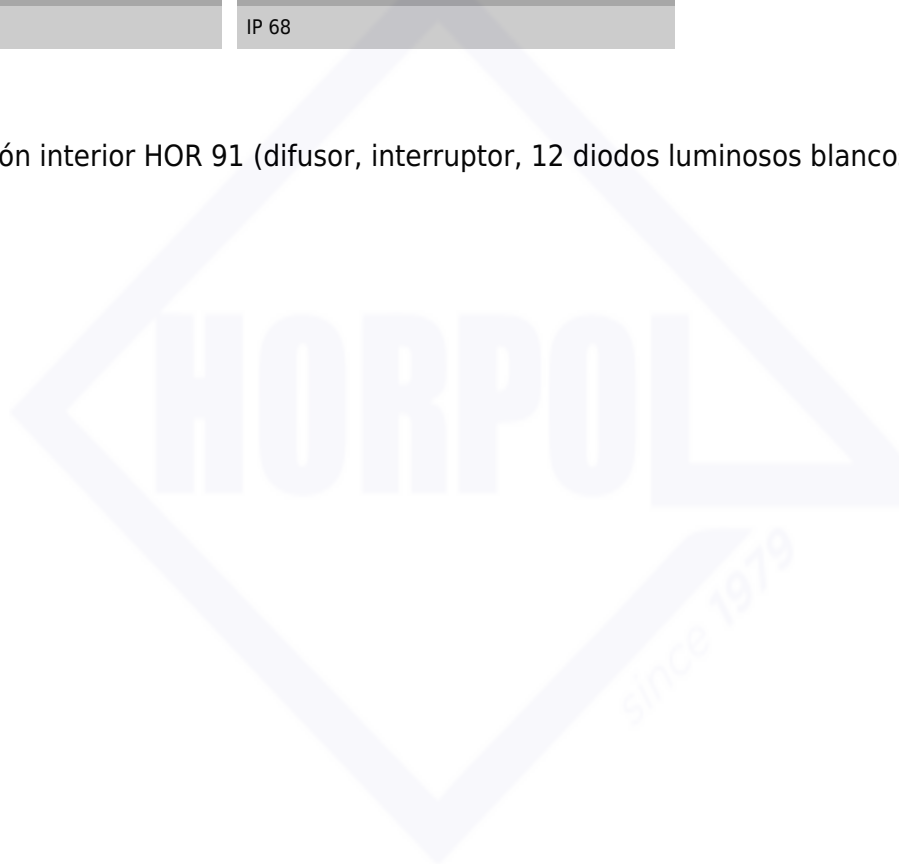 IP 68
ón interior HOR 91 (difusor, interruptor, 12 diodos luminosos blanco
HORPOL
since 1979